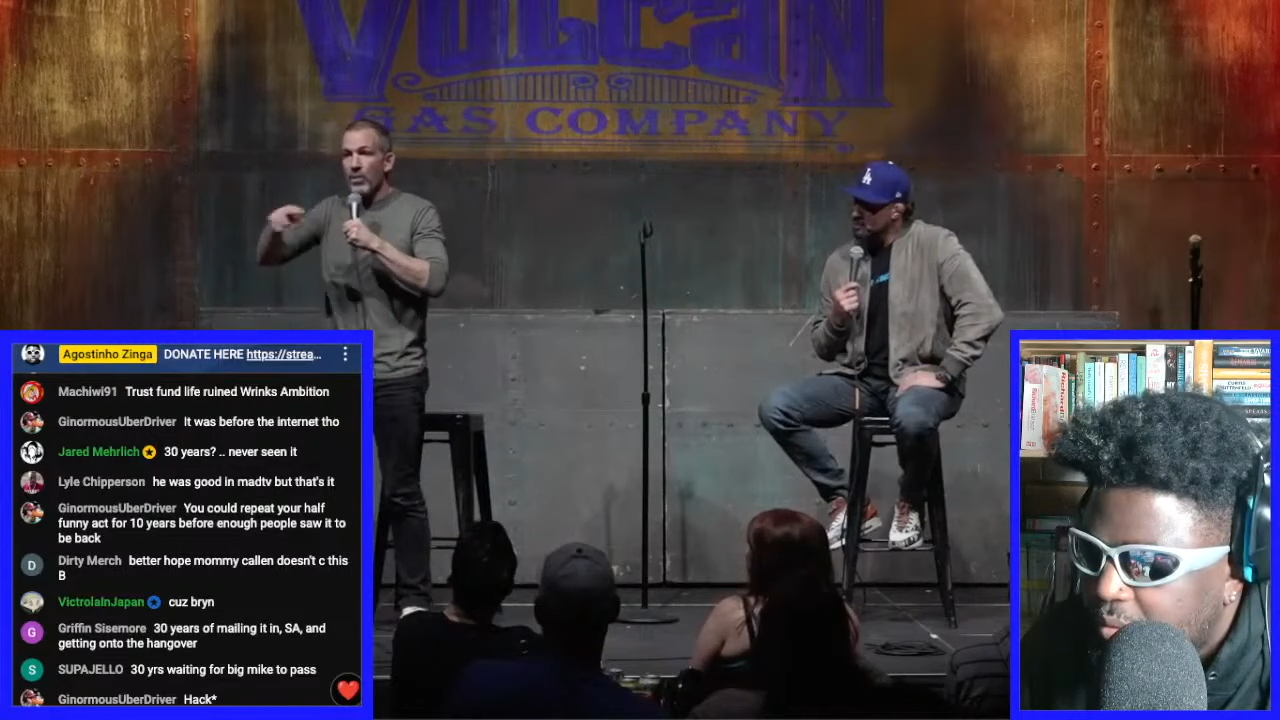 VULCAN
GAS COMPANY
LA
Agostinho Zinga DONATE HERE https://strea...
Machiwi91 Trust fund life ruined Wrinks Ambition
GinormousUberDriver It was before the internet tho
Jared Mehrlich 30 years? .. never seen it
Lyle Chipperson he was good in madtv but that's it
GinormousUberDriver You could repeat your half
funny act for 10 years before enough people saw it to
be back
D Dirty Merch better hope mommy callen doesn't c this
B
VictrolaInJapan cuz bryn
G Griffin Sisemore 30 years of mailing it in, SA, and
getting onto the hangover
S SUPAJELLO 30 yrs waiting for big mike to pass
GinormousUberDriver Hack*